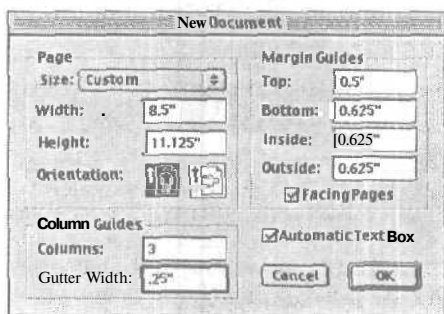 New Document
Page
Size: Custom
Width: 8.5"
Height: 11.125"
Orientation:
Column Guides
Columns: 3
Gutter Width: .25"
Margin Guides
Top: 0.5"
Bottom: 0.625"
Inside: 0.625"
Outside: 0.625"
Facing Pages
Automatic Text Box
Cancel
OK